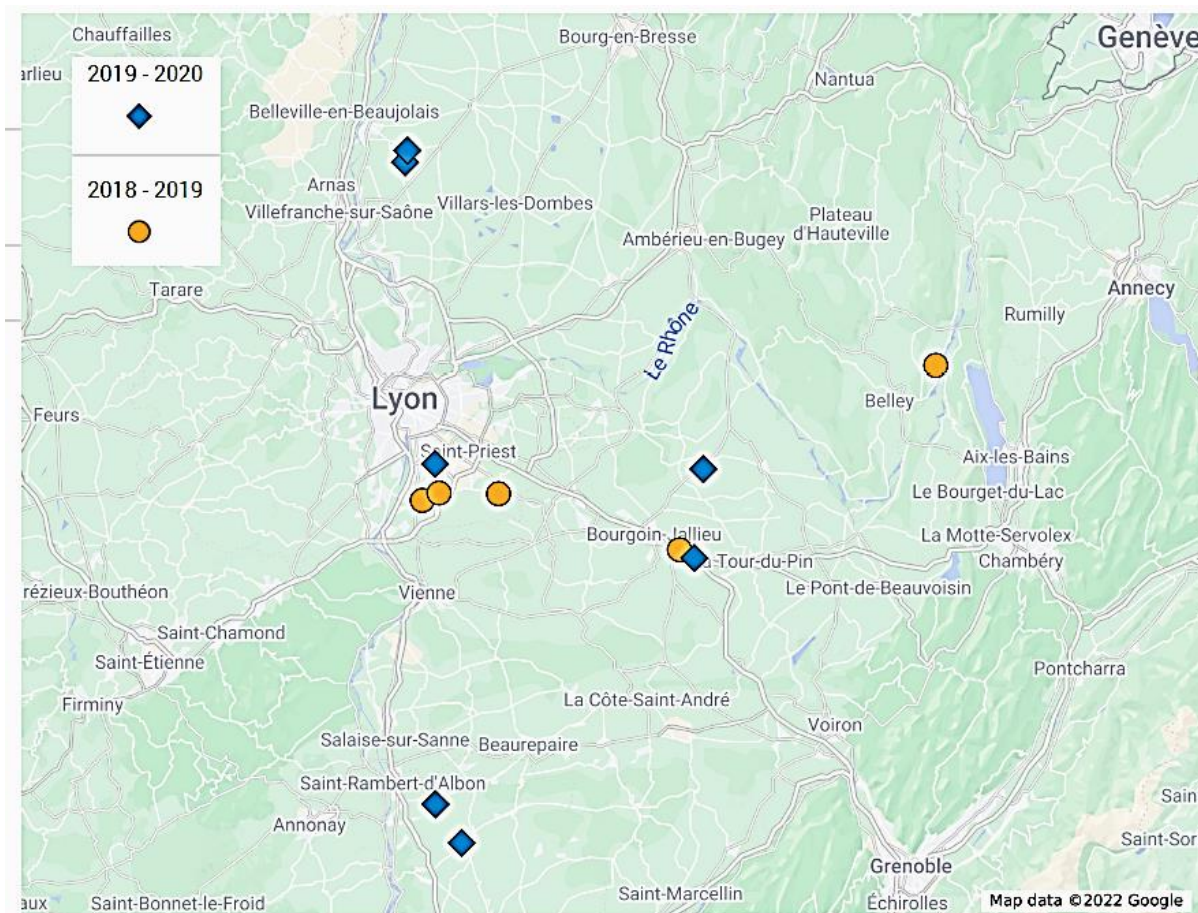 Chauffailles
Bourg-en-Bresse
Genève
arlieu
2019 - 2020
Nantua
Belleville-en-Beaujolais
2018 - 2019
Arnas
Villars-les-Dombes
Villefranche-sur-Saône
Plateau
d'Hauteville
Ambérieu-en-Bugey
Tarare
Annecy
Rumilly
Le Rhône
Lyon
Belley
Feurs
Saint-Priest
Aix-les-Bains
Le Bourget-du-Lac
Bourgoin-Jallieu
La Motte-Servolex
Chambéry
a Tour-du-Pin
Le Pont-de-Beauvoisin
rézieux-Bouthéon
Vienne
Saint-Chamond
Saint-Étienne
Pontcharra
Firminy
La Côte-Saint-André
Voiron
Salaise-sur-Sanne
Beaurepaire
Saint-Rambert-d'Albon
Sain
Annonay
Saint-Sor
Grenoble
Saint-Marcellin
Échirolles
aux
Saint-Bonnet-le-Froid
Map data ©2022 Google